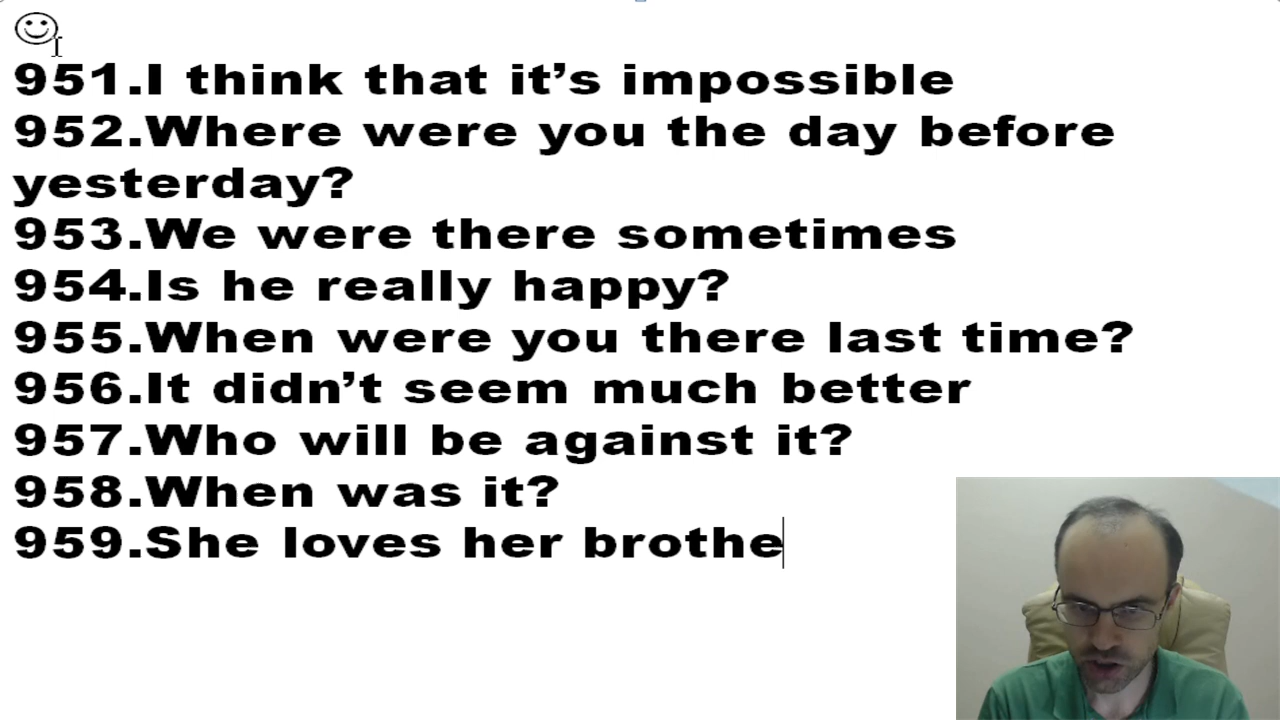 951.I think that it’s impossible
952.Where were you the day before
yesterday?
953.We were there sometimes
954.Is he really happy?
955.When were you there last time?
956.It didn’t seem much better
957.Who will be against it?
958.When was it?
959.She loves her brothe